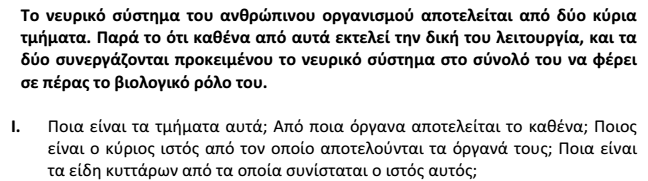 Το νευρικό σύστημα του ανθρώπινου οργανισμού αποτελείται από δύο κύρια
τμήματα. Παρά το ότι καθένα από αυτά εκτελεί την δική του λειτουργία, και τα
δύο συνεργάζονται προκειμένου το νευρικό σύστημα στο σύνολό του να φέρει
σε πέρας το βιολογικό ρόλο του.
I. Ποια είναι τα τμήματα αυτά; Από ποια όργανα αποτελείται το καθένα; Ποιος
είναι ο κύριος ιστός από τον οποίο αποτελούνται τα όργανά τους; Ποια είναι
τα είδη κυττάρων από τα οποία συνίσταται ο ιστός αυτός;